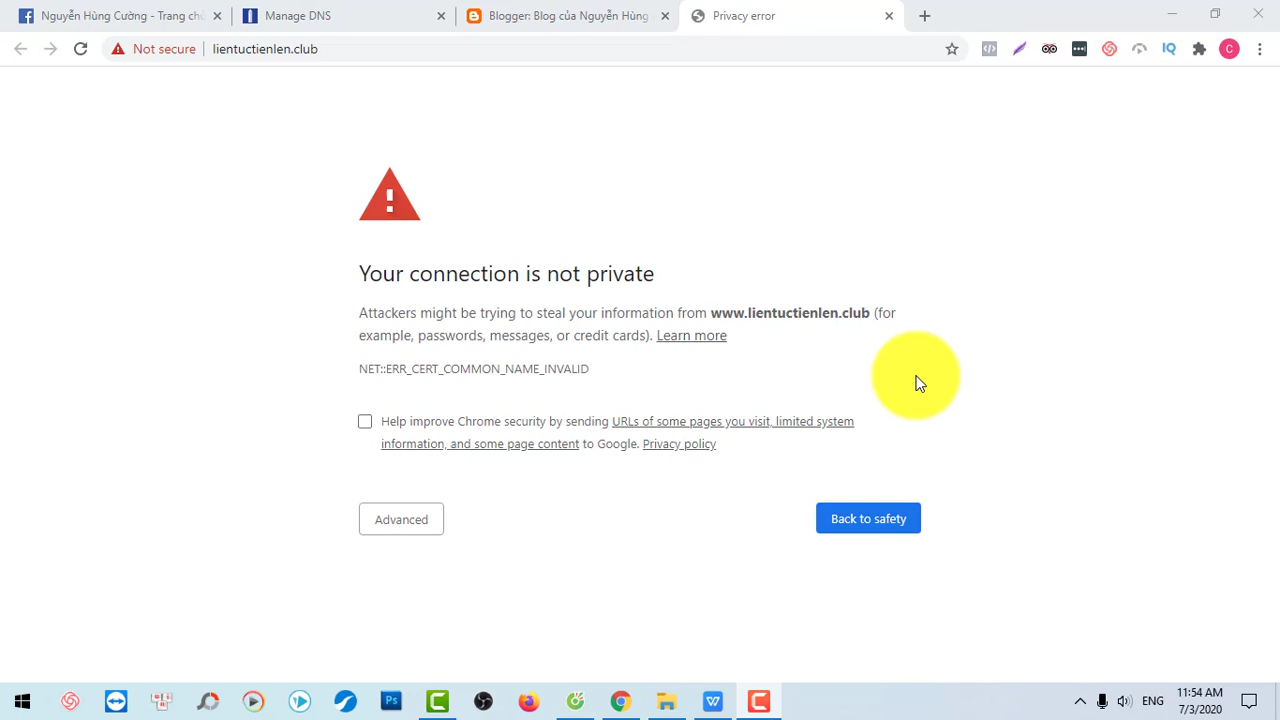 Nguyễn Hùng Cường - Trang chủ
Manage DNS
Blogger: Blog của Nguyễn Hùng
Privacy error
Not secure
lientuctienlen.club
IQ
C
Your connection is not private
Attackers might be trying to steal your information from www.lientuctienlen.club (for
example, passwords, messages, or credit cards). Learn more
NET::ERR_CERT_COMMON_NAME_INVALID
Help improve Chrome security by sending URLs of some pages you visit, limited system
information, and some page content to Google. Privacy policy
Advanced
Back to safety
Ps
ENG
11:54 AM
7/3/2020